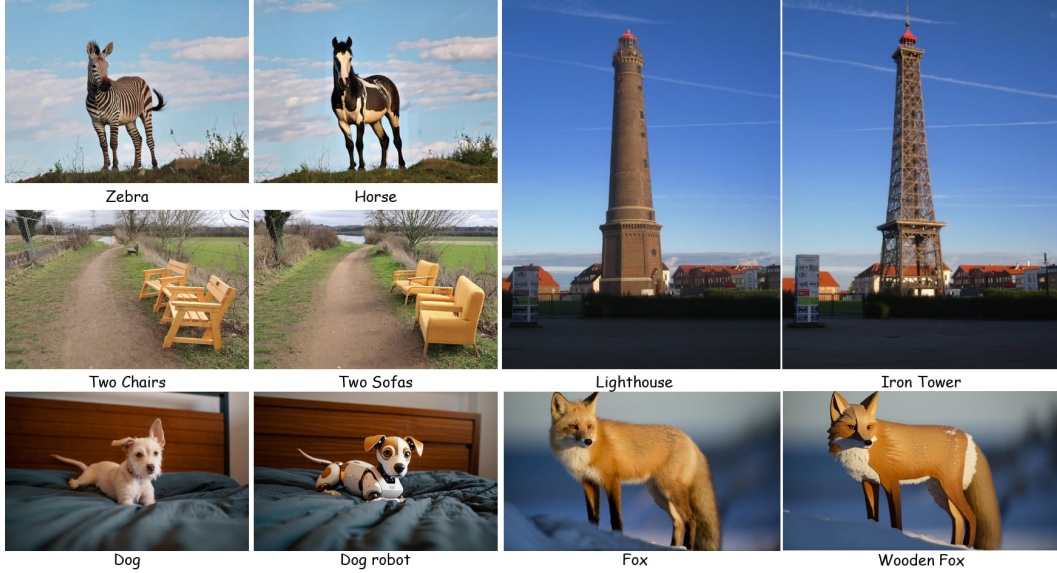 Zebra
Horse
Two Chairs
Two Sofas
Lighthouse
Iron Tower
Dog
Dog robot
Fox
Wooden Fox